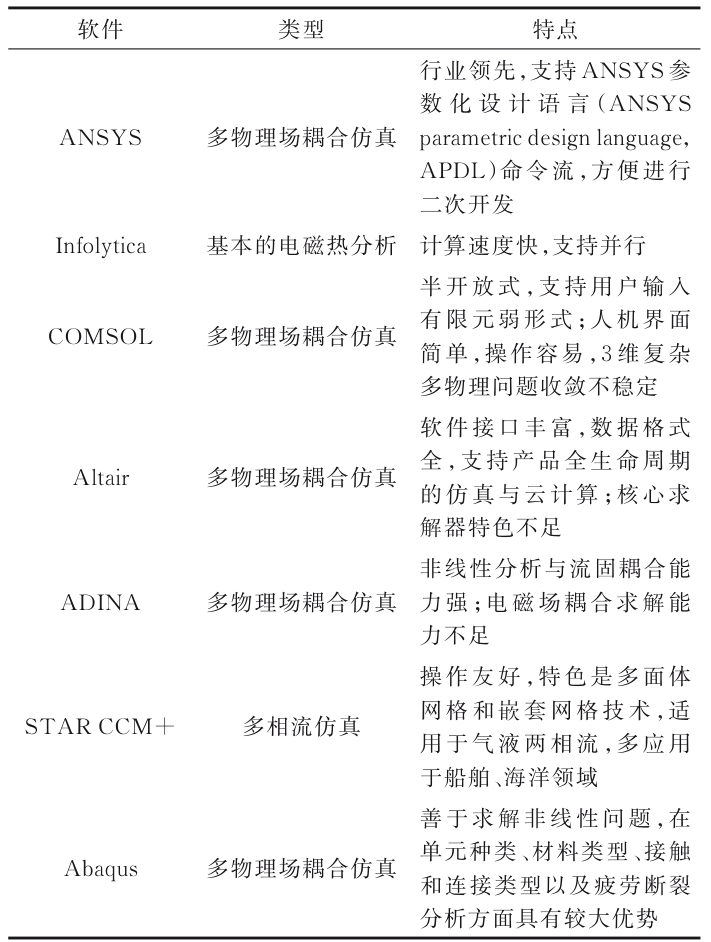 软件 类型 特点
行业领先,支持ANSYS参
数化设计语言(ANSYS
ANSYS 多物理场耦合仿真 parametric design language,
APDL)命令流,方便进行
二次开发
Infolytica 基本的电磁热分析 计算速度快,支持并行
半开放式,支持用户输入
有限元弱形式;人机界面
COMSOL 多物理场耦合仿真 简单,操作容易,3维复杂
多物理问题收敛不稳定
软件接口丰富,数据格式
全,支持产品全生命周期
Altair 多物理场耦合仿真 的仿真与云计算;核心求
解器特色不足
非线性分析与流固耦合能
ADINA 多物理场耦合仿真 力强;电磁场耦合求解能
力不足
操作友好,特色是多面体
网格和嵌套网格技术,适
STAR CCM+ 多相流仿真 用于气液两相流,多应用
于船舶、海洋领域
善于求解非线性问题,在
单元种类、材料类型、接触
Abaqus 多物理场耦合仿真 和连接类型以及疲劳断裂
分析方面具有较大优势